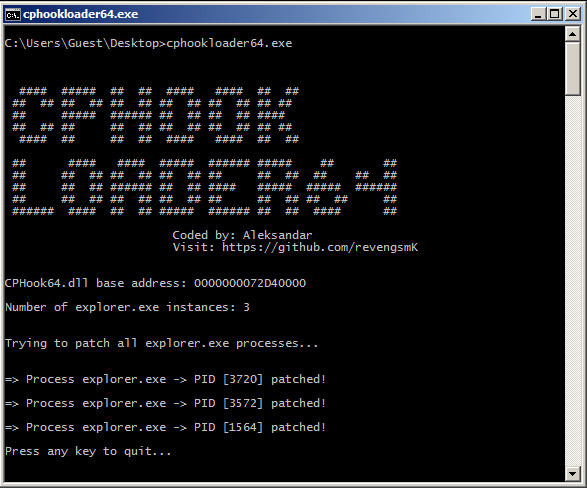 cphookloader64.exe
C:\Users\Guest\Desktop>cphookloader64.exe
CPHOOK
LOADER64
Coded by: Aleksandar
Visit: https://github.com/revengsmK
CPHook64.dll base address: 0000000072D40000
Number of explorer.exe instances: 3
Trying to patch all explorer.exe processes...
=> Process explorer.exe -> PID [3720] patched!
=> Process explorer.exe -> PID [3572] patched!
=> Process explorer.exe -> PID [1564] patched!
Press any key to quit...